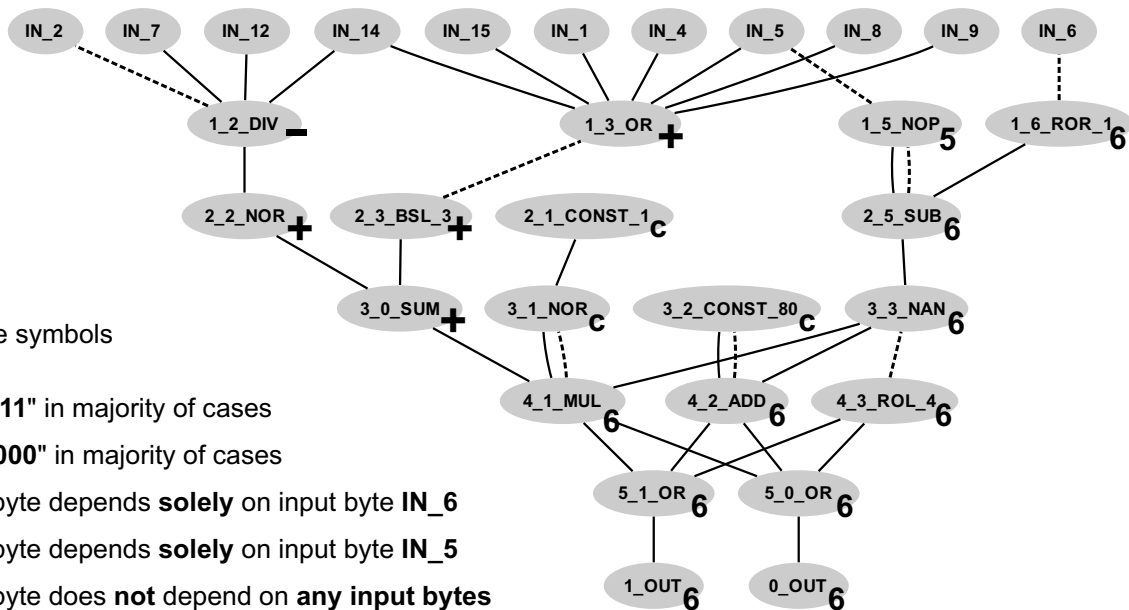 IN_2 IN_7 IN_12 IN_14 IN_15 IN_1 IN_4 IN_5 IN_8 IN_9 IN_6
1_2_DIV - 1_3_OR + 1_5_NOP 5 1_6_ROR_1 6
2_2_NOR + 2_3_BSL_3 + 2_1_CONST_1 c 2_5_SUB 6
3_0_SUM + 3_1_NOR c 3_2_CONST_80 c 3_3_NAN 6
symbols
4_1_MUL 6 4_2_ADD 6 4_3_ROL_4 6
11" in majority of cases
000" in majority of cases
5_1_OR 6 5_0_OR 6
byte depends solely on input byte IN_6
byte depends solely on input byte IN_5
1_OUT 6 0_OUT 6
byte does not depend on any input bytes